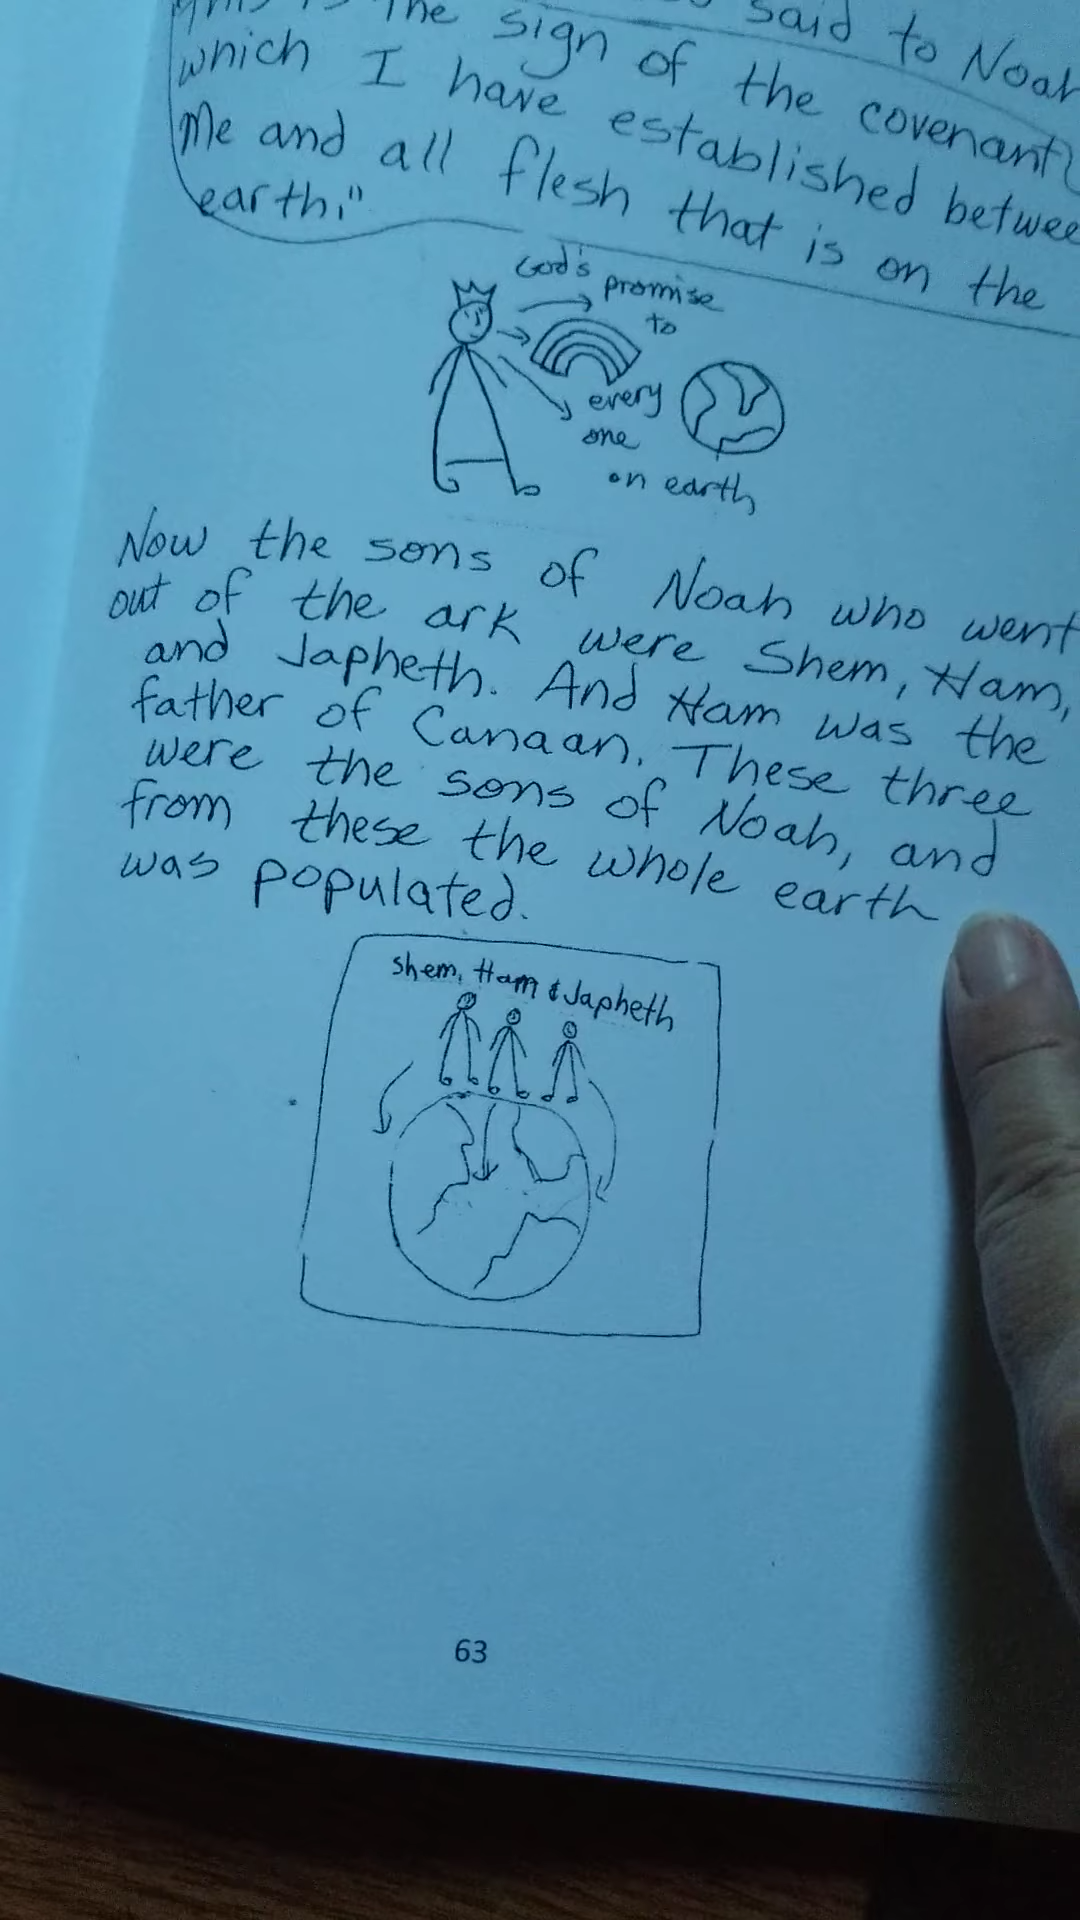 The said to Noah
sign of the covenant
which I have established between
Me and all flesh that is on the
earth."
God's promise
to
every
one
on earth
Now the sons of Noah who went
out of the ark were Shem, Ham,
and Japheth. And Ham was the
father of Canaan. These three
were the sons of Noah, and
from these the whole earth
was populated.
Shem, Ham & Japheth
63